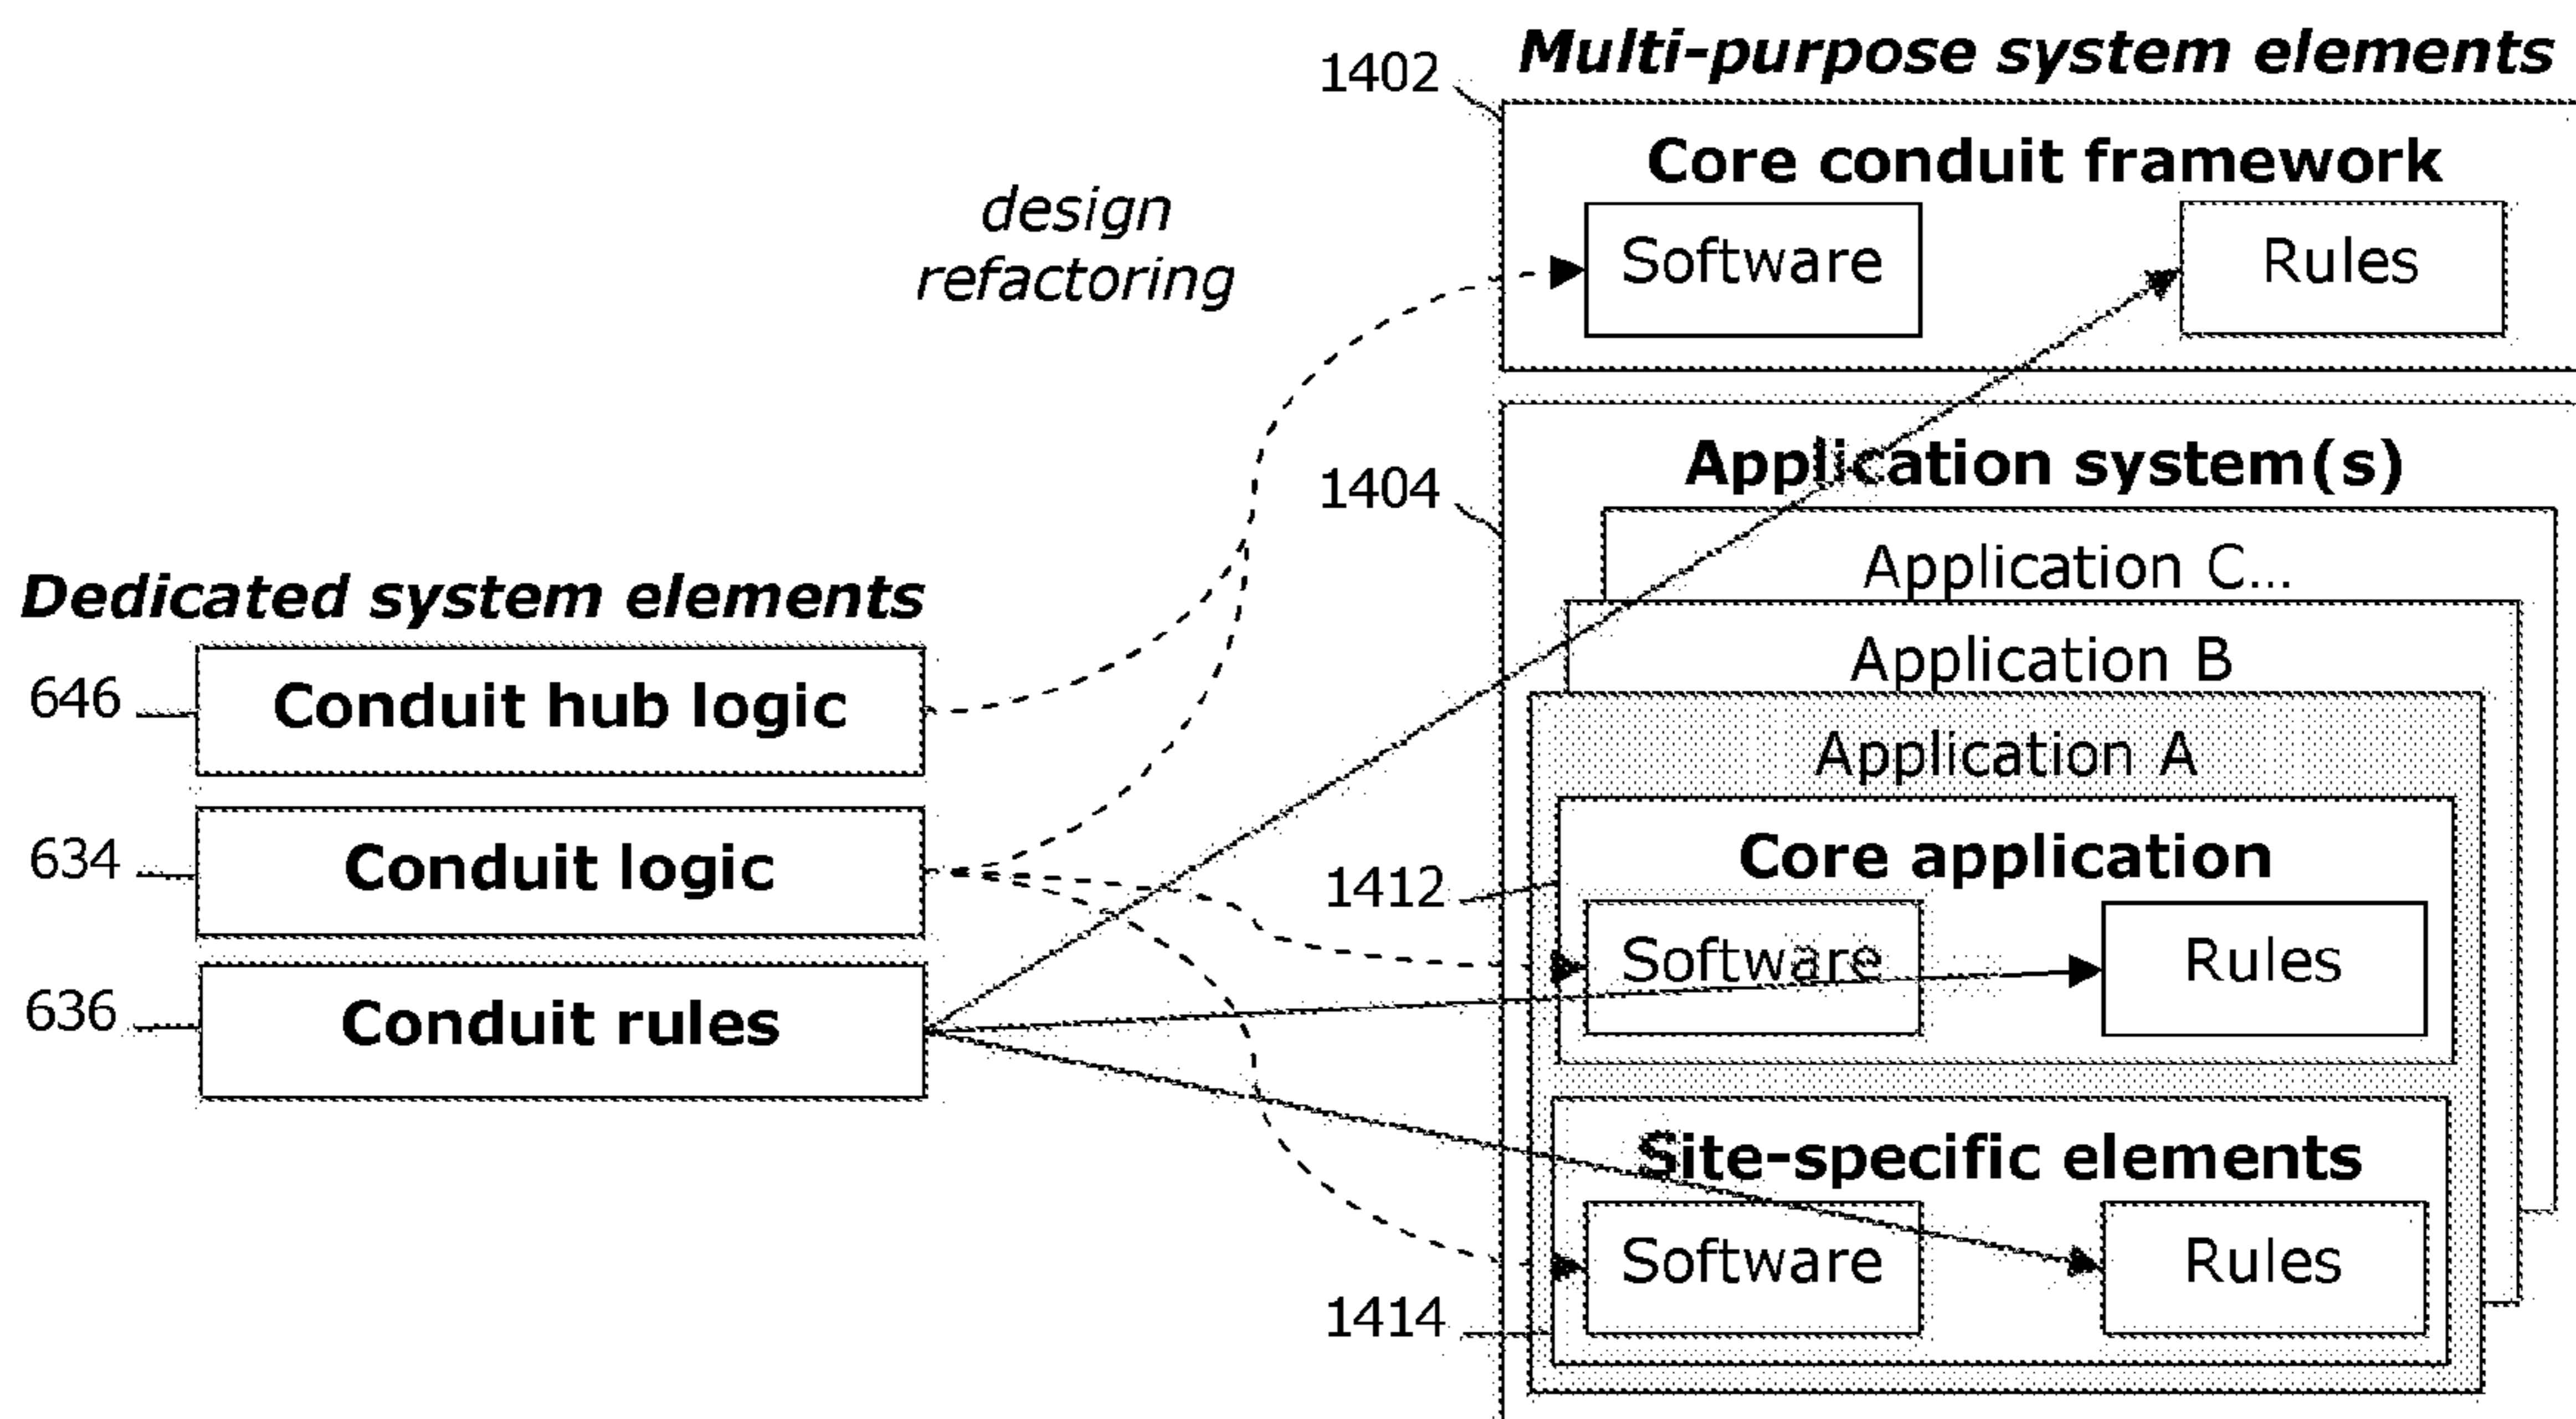 Multi-purpose system elements
1402
Core conduit framework
Software
Rules
design
refactoring
Application system(s)
1404
Application C...
Application B
Application A
Dedicated system elements
646
Conduit hub logic
634
Conduit logic
636
Conduit rules
1412
Core application
Software
Rules
Site-specific elements
Software
Rules
1414